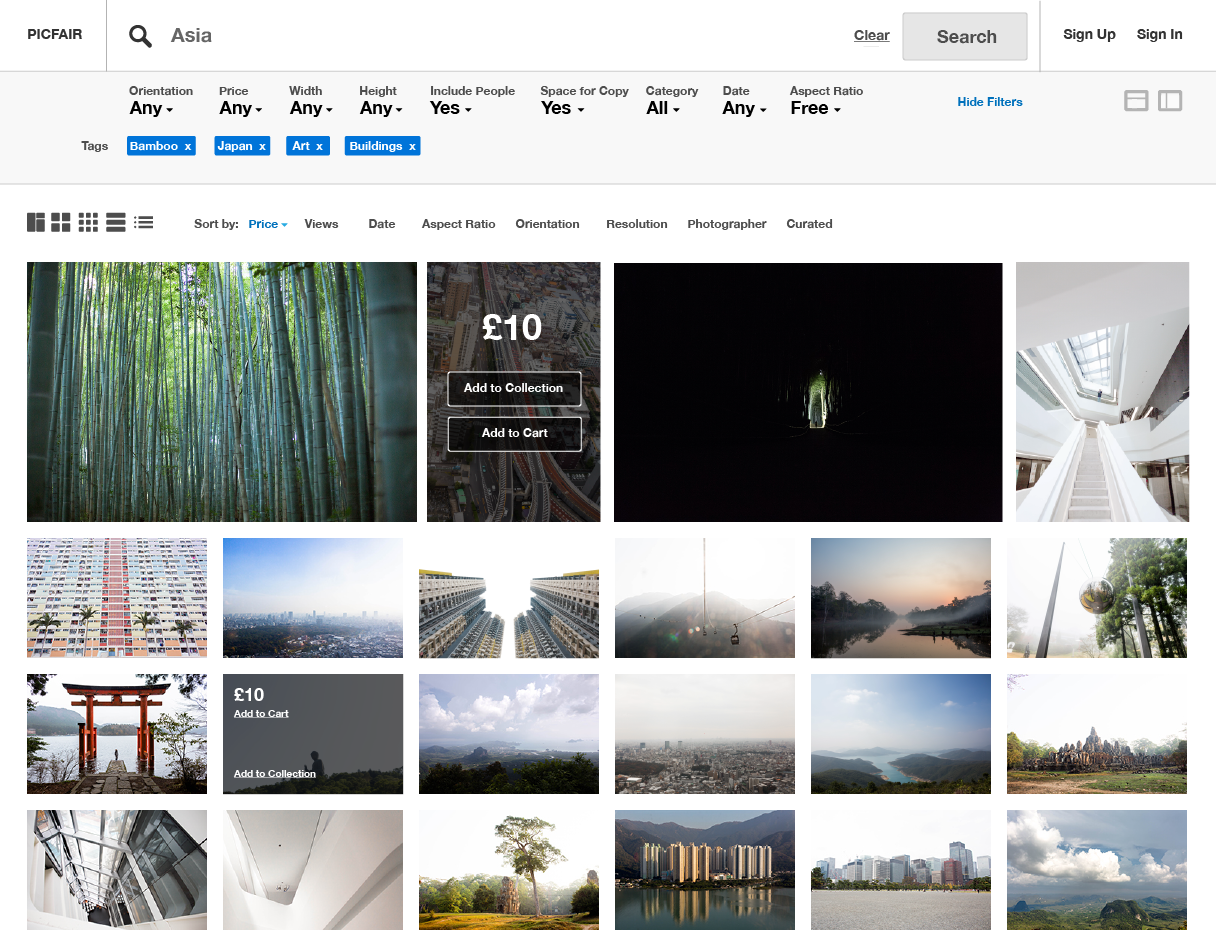 PICFAIR
Asia
Clear
Search
Sign Up
Sign In
Orientation Price Width Height Include People Space for Copy Category Date Aspect Ratio
Any Any Any Any Yes Yes All Any Free
Hide Filters
Tags Bamboo x Japan x Art x Buildings x
Sort by: Price Views Date Aspect Ratio Orientation Resolution Photographer Curated
£10
Add to Collection
Add to Cart
£10
Add to Cart
Add to Collection